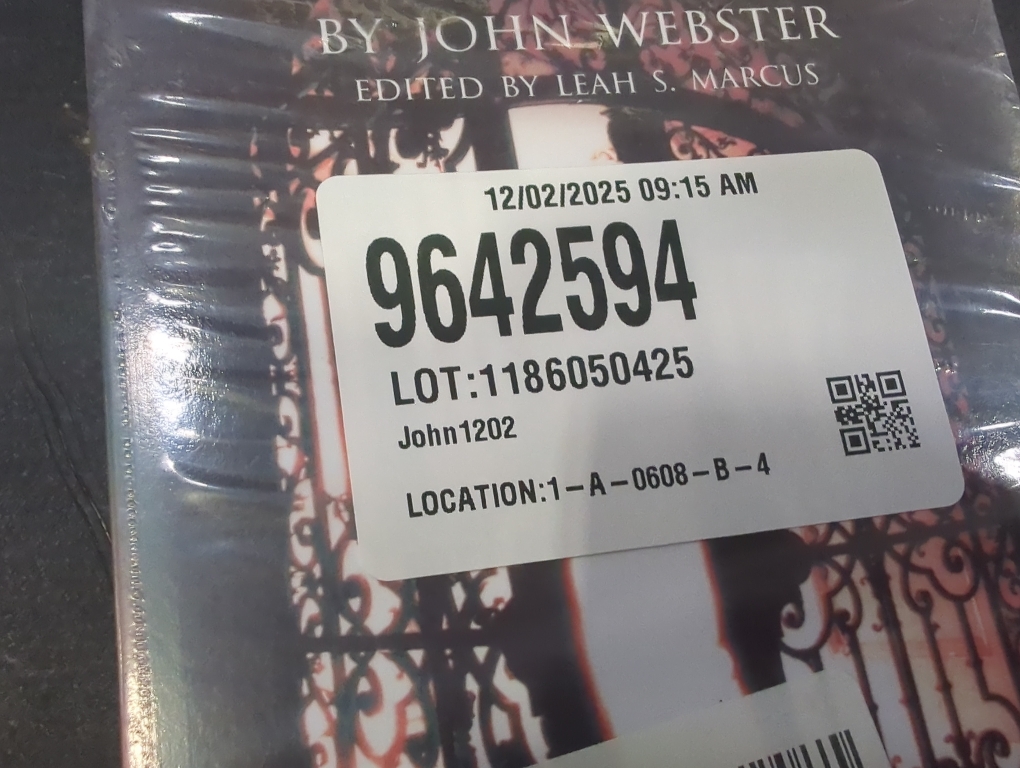 BY JOHN WEBSTER
EDITED BY LEAH S. MARCUS
12/02/2025 09:15 AM
9642594
LOT:1186050425
John1202
LOCATION:1-A-0608-B-4